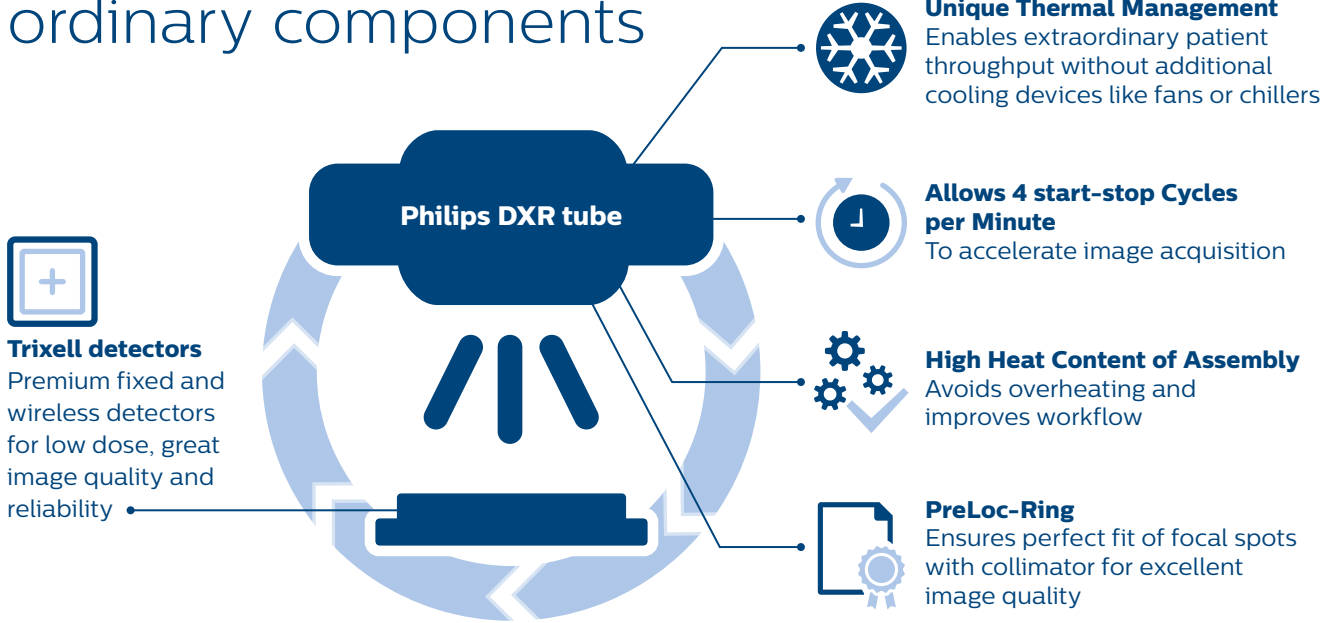 ordinary components
Unique Thermal Management
Enables extraordinary patient
throughput without additional
cooling devices like fans or chillers
Philips DXR tube
Allows 4 start-stop Cycles
per Minute
To accelerate image acquisition
Trixell detectors
Premium fixed and
wireless detectors
for low dose, great
image quality and
reliability
High Heat Content of Assembly
Avoids overheating and
improves workflow
PreLoc-Ring
Ensures perfect fit of focal spots
with collimator for excellent
image quality